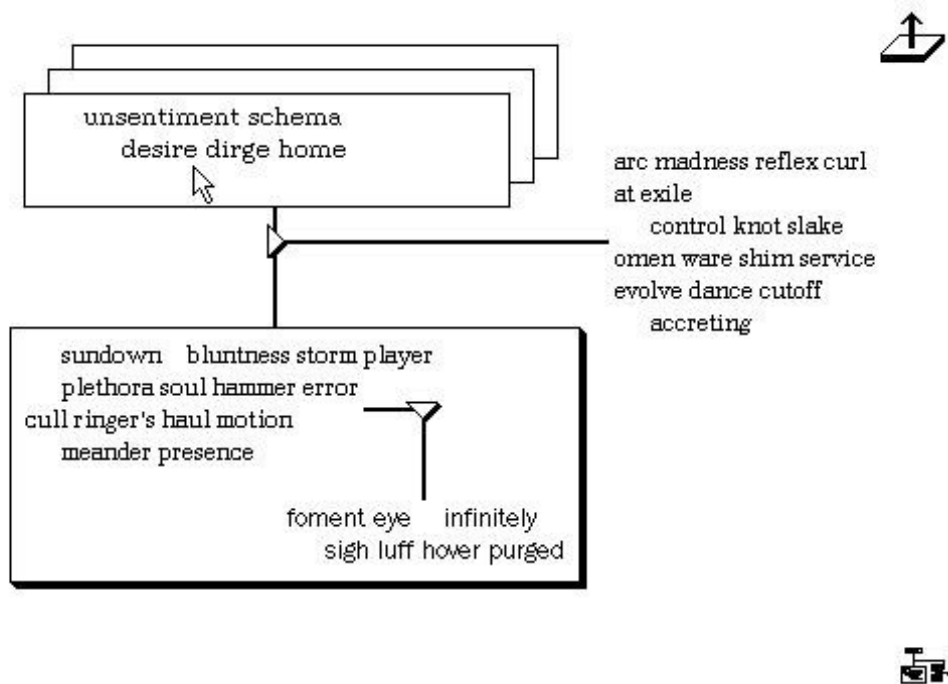 unsentiment schema
desire dirge home
arc madness reflex curl
at exile
control knot slake
omen ware shim service
evolve dance cutoff
accreting
sundown bluntness storm player
plethora soul hammer error
cull ringer's haul motion
meander presence
foment eye infinitely
sigh luff hover purged